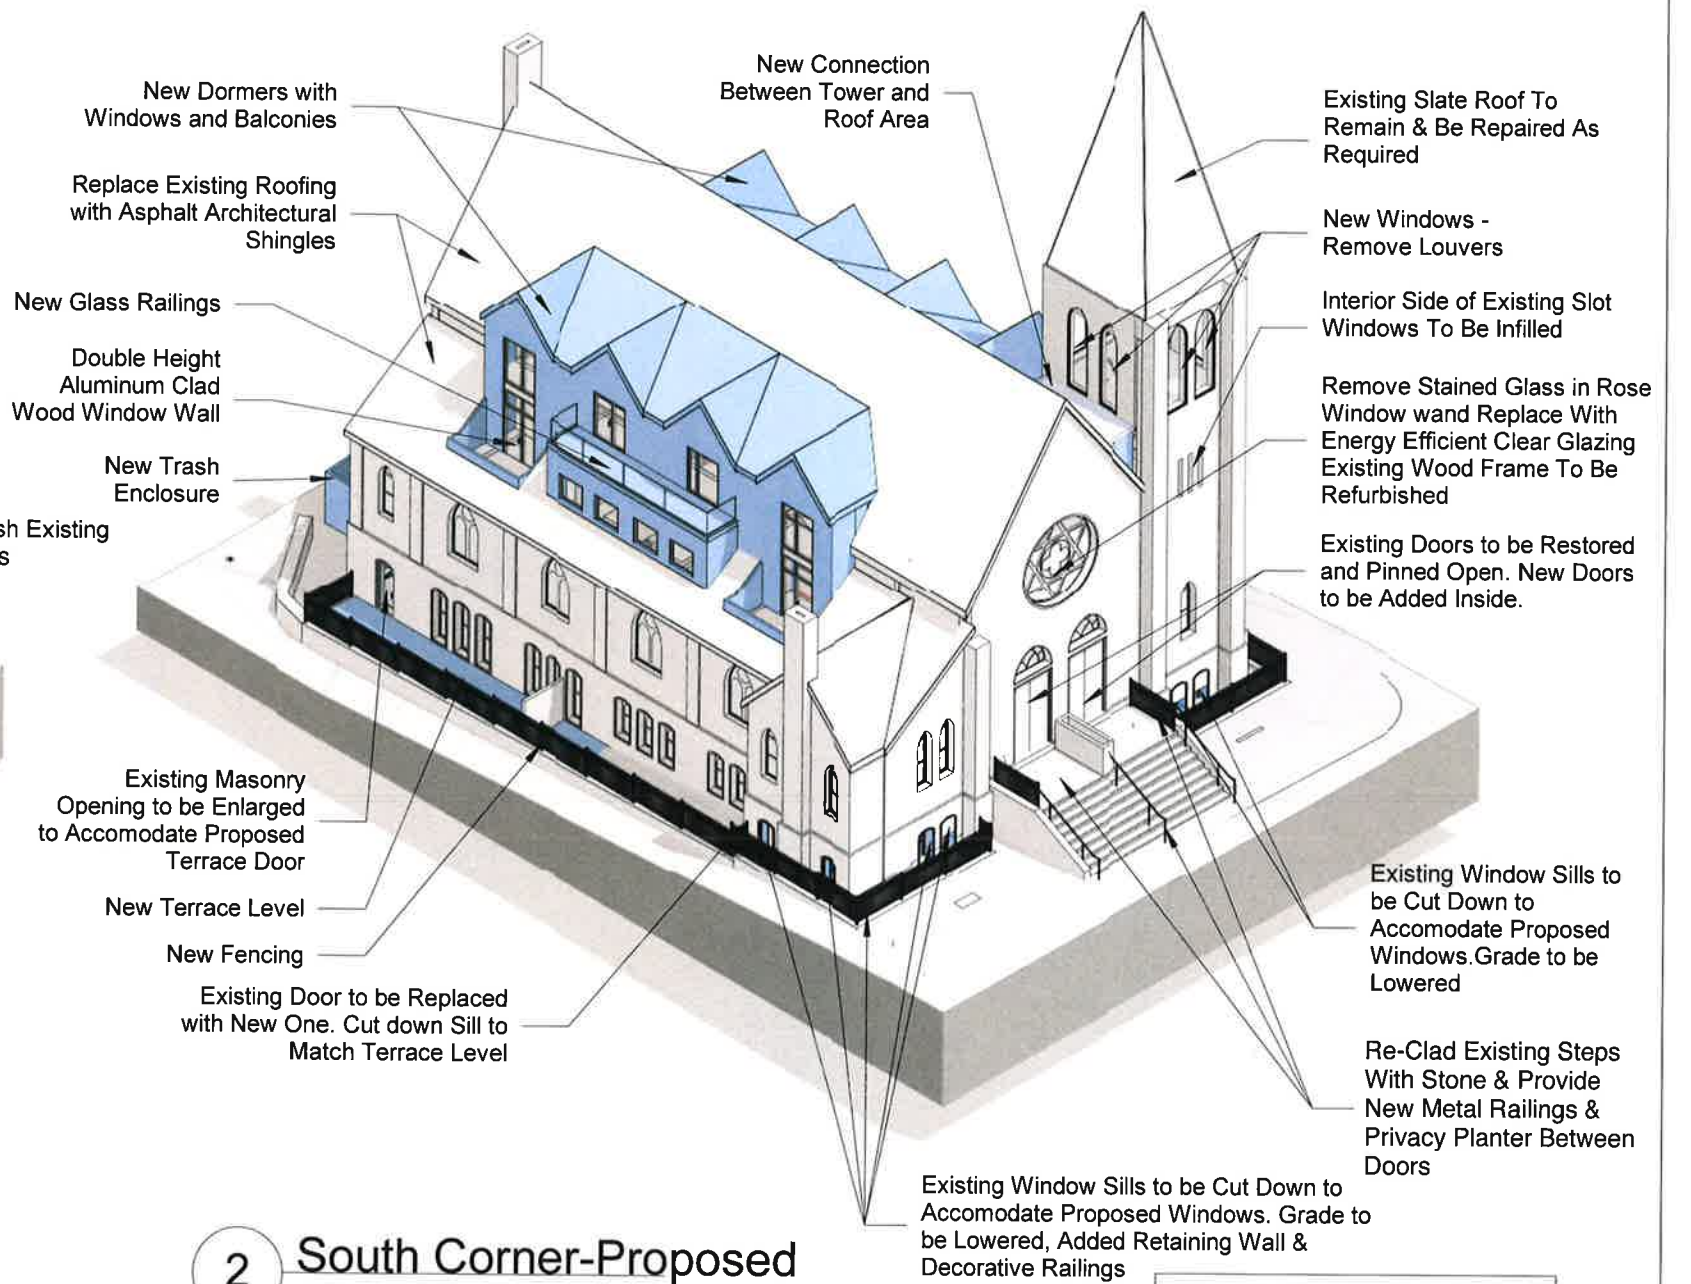 New Dormers with
Windows and Balconies
Replace Existing Roofing
with Asphalt Architectural
Shingles
New Glass Railings
Double Height
Aluminum Clad
Wood Window Wall
New Trash
Enclosure
sh Existing
s
Existing Masonry
Opening to be Enlarged
to Accomodate Proposed
Terrace Door
New Terrace Level
New Fencing
Existing Door to be Replaced
with New One. Cut down Sill to
Match Terrace Level
New Connection
Between Tower and
Roof Area
Existing Slate Roof To
Remain & Be Repaired As
Required
New Windows -
Remove Louvers
Interior Side of Existing Slot
Windows To Be Infilled
Remove Stained Glass in Rose
Window wand Replace With
Energy Efficient Clear Glazing
Existing Wood Frame To Be
Refurbished
Existing Doors to be Restored
and Pinned Open. New Doors
to be Added Inside.
Existing Window Sills to
be Cut Down to
Accomodate Proposed
Windows.Grade to be
Lowered
Re-Clad Existing Steps
With Stone & Provide
New Metal Railings &
Privacy Planter Between
Doors
Existing Window Sills to be Cut Down to
Accomodate Proposed Windows. Grade to
be Lowered, Added Retaining Wall &
Decorative Railings
2 South Corner-Proposed